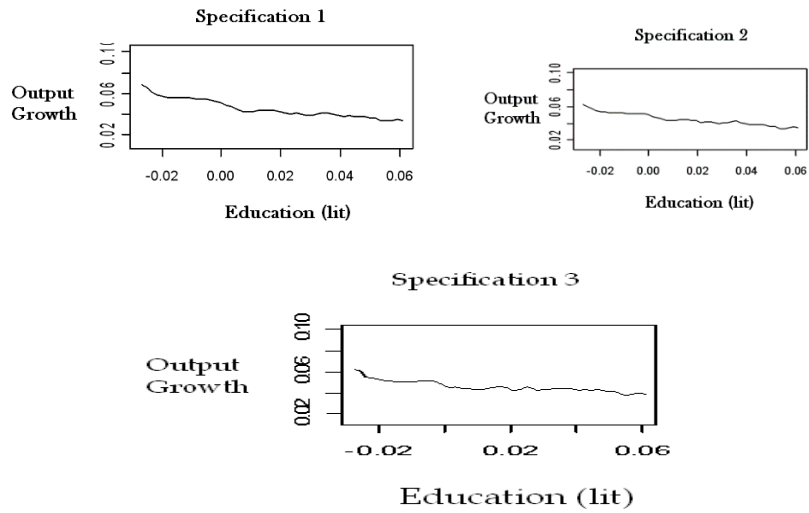 Specification 1
0.10
0.06
0.02
Output
Growth
-0.02 0.00 0.02 0.04 0.06
Education (lit)
Specification 2
0.10
0.06
0.02
Output
Growth
-0.02 0.00 0.02 0.04 0.06
Education (lit)
Specification 3
0.10
0.06
0.02
Output
Growth
-0.02 0.02 0.06
Education (lit)